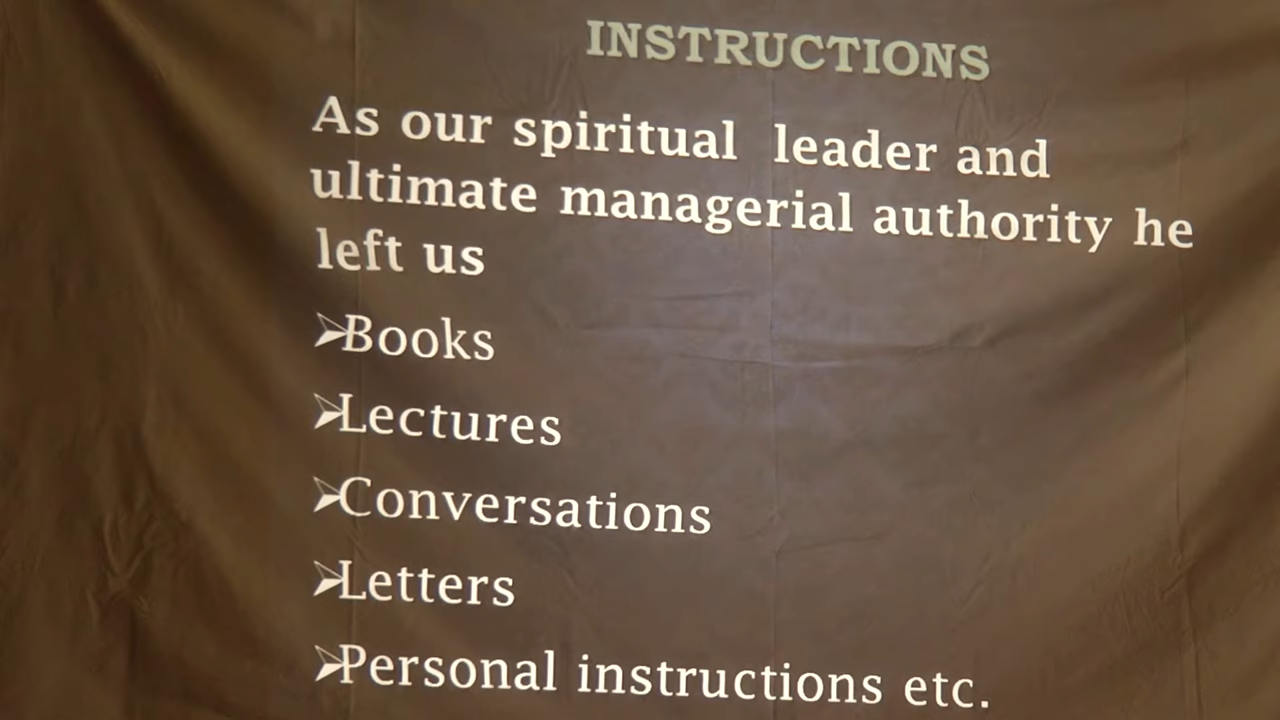 INSTRUCTIONS
As our spiritual leader and
ultimate managerial authority he
left us
➢Books
➢Lectures
➢Conversations
➢Letters
➢Personal instructions etc.